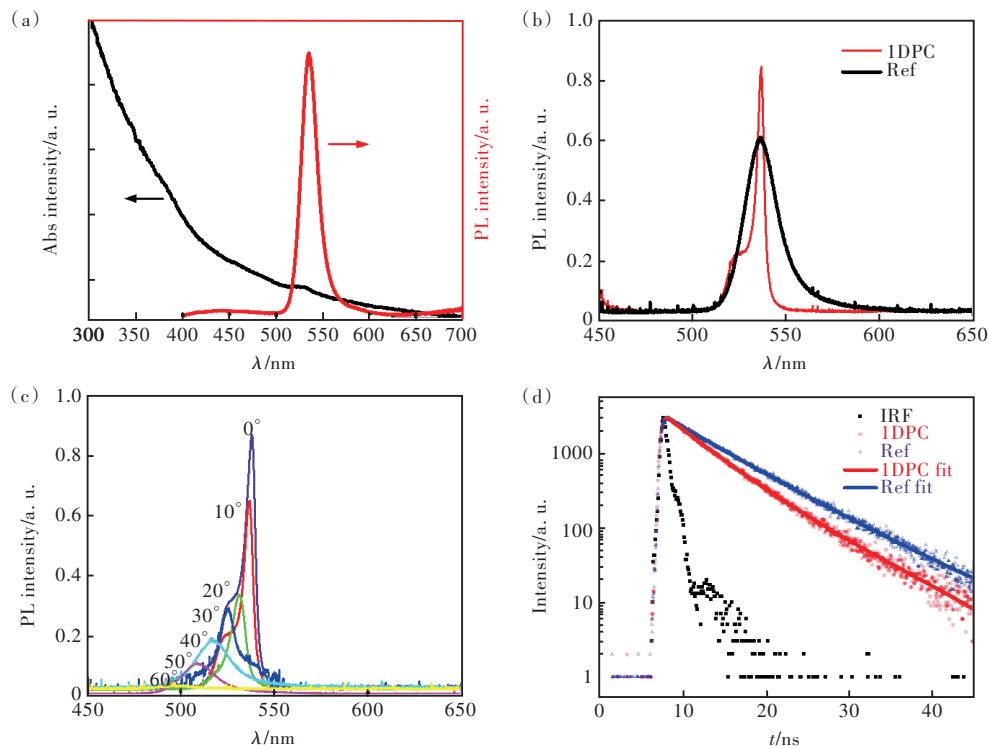 (a)
Abs intensity/a. u.
PL intensity/a. u.
300 350 400 450 500 550 600 650 700
λ/nm
(b)
1.0
0.8
0.6
0.4
0.2
0
PL intensity/a. u.
1DPC
Ref
450 500 550 600 650
λ/nm
(c)
1.0
0.8
0.6
0.4
0.2
0
PL intensity/a. u.
0°
10°
20°
30°
40°
50°
60°
450 500 550 600 650
λ/nm
(d)
1000
100
10
1
Intensity/a. u.
IRF
1DPC
Ref
1DPC fit
Ref fit
0 10 20 30 40
t/ns